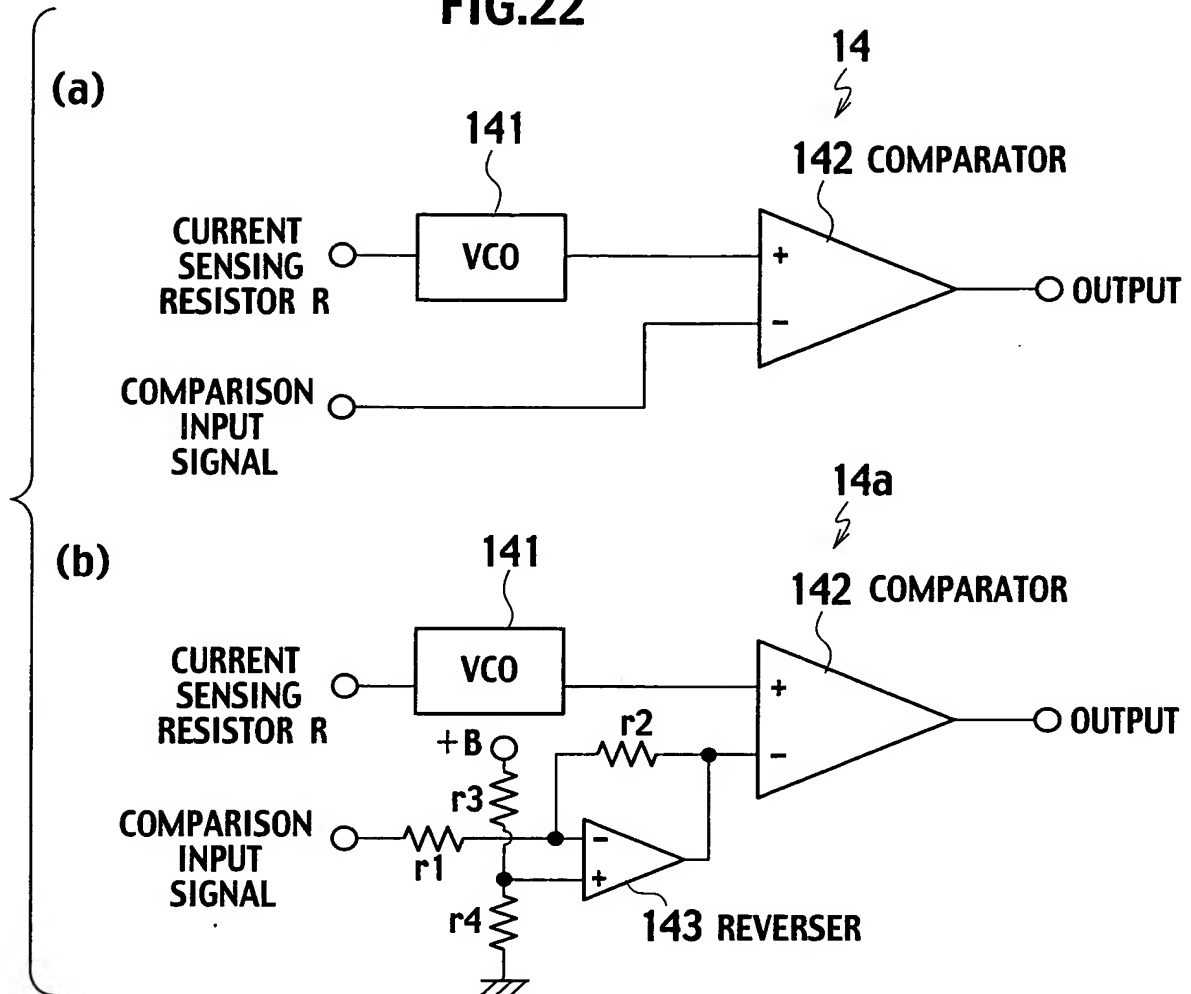 FIG.22
(a)
14
141
142 COMPARATOR
CURRENT
SENSING
RESISTOR R
VCO
+
−
OUTPUT
COMPARISON
INPUT
SIGNAL
(b)
14a
141
142 COMPARATOR
CURRENT
SENSING
RESISTOR R
VCO
+
−
OUTPUT
+B
r2
r3
COMPARISON
INPUT
SIGNAL
r1
−
+
r4
143 REVERSER